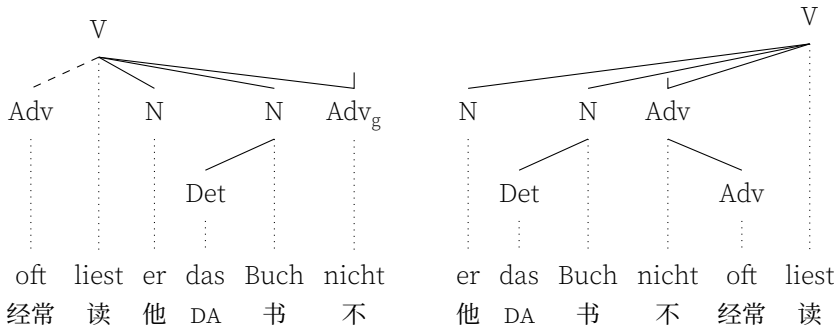 V V
Adv N N Adv_g N N Adv
Det Det Adv
oft liest er das Buch nicht er das Buch nicht oft liest
经常 读 他 DA 书 不 他 DA 书 不 经常 读